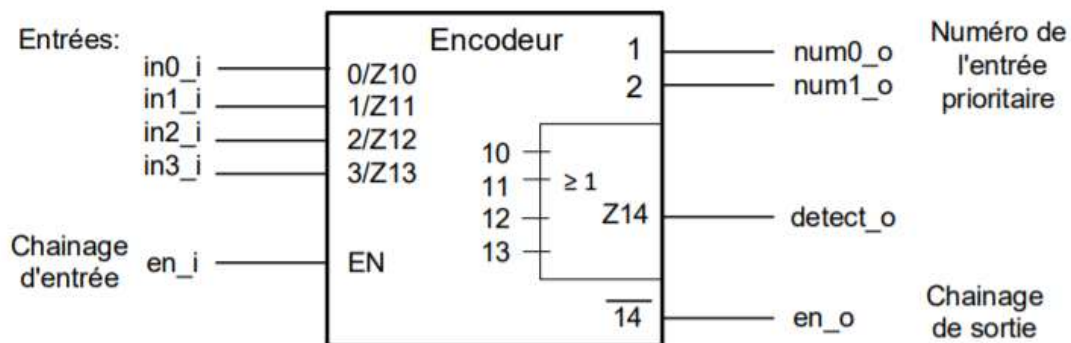 Entrées:
in0_i
in1_i
in2_i
in3_i
Chainage
d'entrée
en_i
Encodeur
0/Z10
1/Z11
2/Z12
3/Z13
EN
1
2
10
11
12
13
≥ 1
Z14
14
num0_o
num1_o
Numéro de
l'entrée
prioritaire
detect_o
en_o
Chainage
de sortie